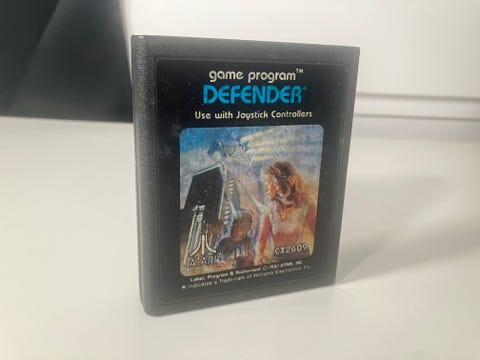 game program™
DEFENDER*
Use with Joystick Controllers
ATARI®
CX2609
Label, Program & Audiovisual © 1981 ATARI, INC.
* Indicates a Trademark of Williams Electronics, Inc.